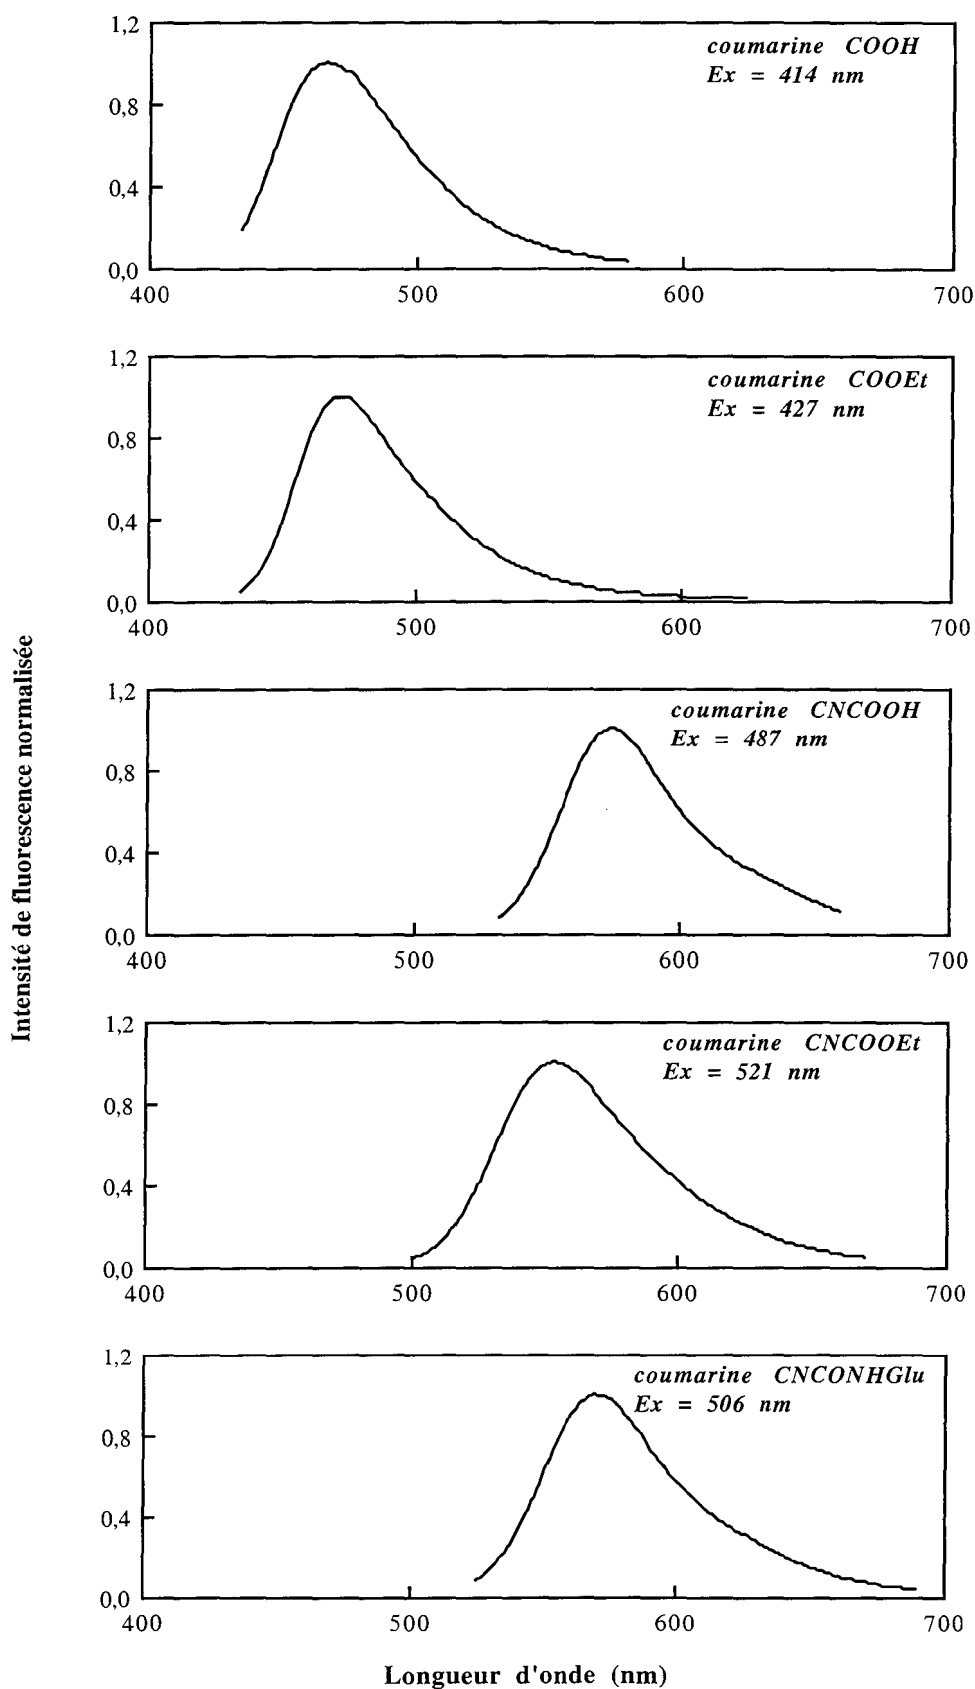 1,2
coumarine COOH
Ex = 414 nm
0,8
0,4
0,0
400 500 600 700
1,2
coumarine COOEt
Ex = 427 nm
0,8
0,4
0,0
400 500 600 700
1,2
coumarine CNCOOH
Ex = 487 nm
0,8
0,4
0,0
400 500 600 700
1,2
coumarine CNCOOEt
Ex = 521 nm
0,8
0,4
0,0
400 500 600 700
1,2
coumarine CNCONHGlu
Ex = 506 nm
0,8
0,4
0,0
400 500 600 700
Intensité de fluorescence normalisée
Longueur d'onde (nm)